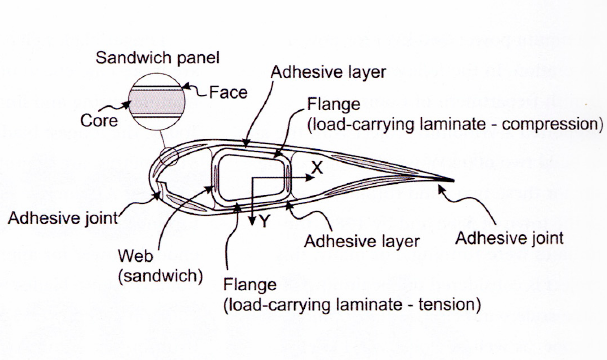 Sandwich panel
Face
Core
Adhesive layer
Flange
(load-carrying laminate - compression)
X
Y
Adhesive joint
Web
(sandwich)
Adhesive layer
Adhesive joint
Flange
(load-carrying laminate - tension)